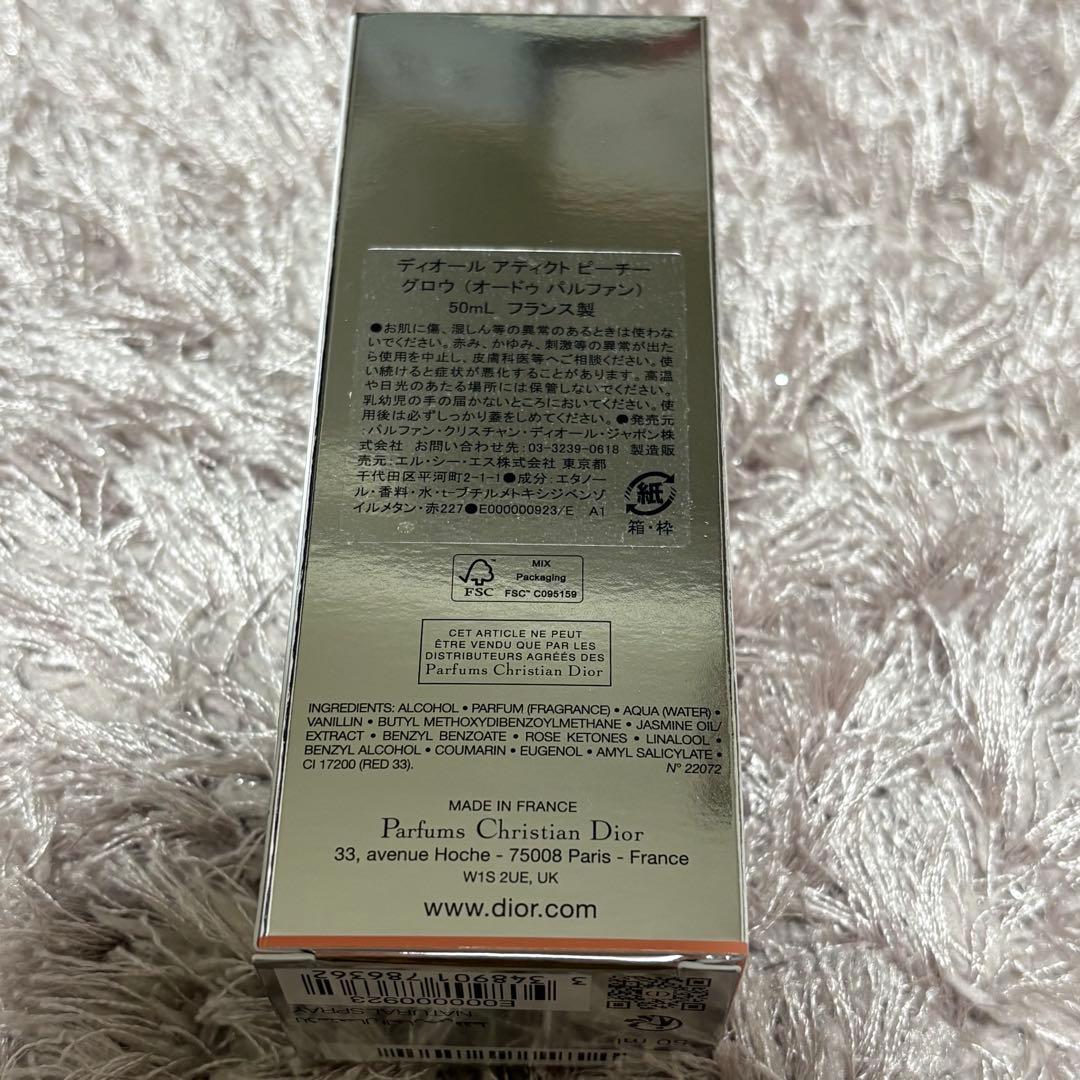 ディオール アディクト ピーチー
グロウ（オードゥ パルファン）
50mL フランス製
●お肌に傷、湿しん等の異常のあるときは使わな
いでください。赤み、かゆみ、刺激等の異常が出た
ら使用を中止し、皮膚科医等へご相談ください。使
い続けると症状が悪化することがあります。高温
や日光のあたる場所には保管しないでください。
乳幼児の手の届かないところにおいてください。使
用後は必ずしっかり蓋をしめてください。●発売元
:パルファン・クリスチャン・ディオール・ジャポン株
式会社 お問い合わせ先:03-3239-0618 製造販
売元:エル・シー・エス株式会社 東京都
千代田区平河町2-1-1●成分:エタノー
ル・香料・水・t-ブチルメトキシジベンゾ
イルメタン・赤227●E000000923/E A1
紙
箱・枠
FSC™
MIX
Packaging
FSC™ C095159
CET ARTICLE NE PEUT
ÊTRE VENDU QUE PAR LES
DISTRIBUTEURS AGRÉÉS DES
Parfums Christian Dior
INGREDIENTS: ALCOHOL • PARFUM (FRAGRANCE) • AQUA (WATER) •
VANILLIN • BUTYL METHOXYDIBENZOYLMETHANE • JASMINE OIL/
EXTRACT • BENZYL BENZOATE • ROSE KETONES • LINALOOL •
BENZYL ALCOHOL • COUMARIN • EUGENOL • AMYL SALICYLATE •
CI 17200 (RED 33). N° 22072
MADE IN FRANCE
Parfums Christian Dior
33, avenue Hoche - 75008 Paris - France
W1S 2UE, UK
www.dior.com
3 348901 786362
E000000923
NATURAL SPRAY
50 ml